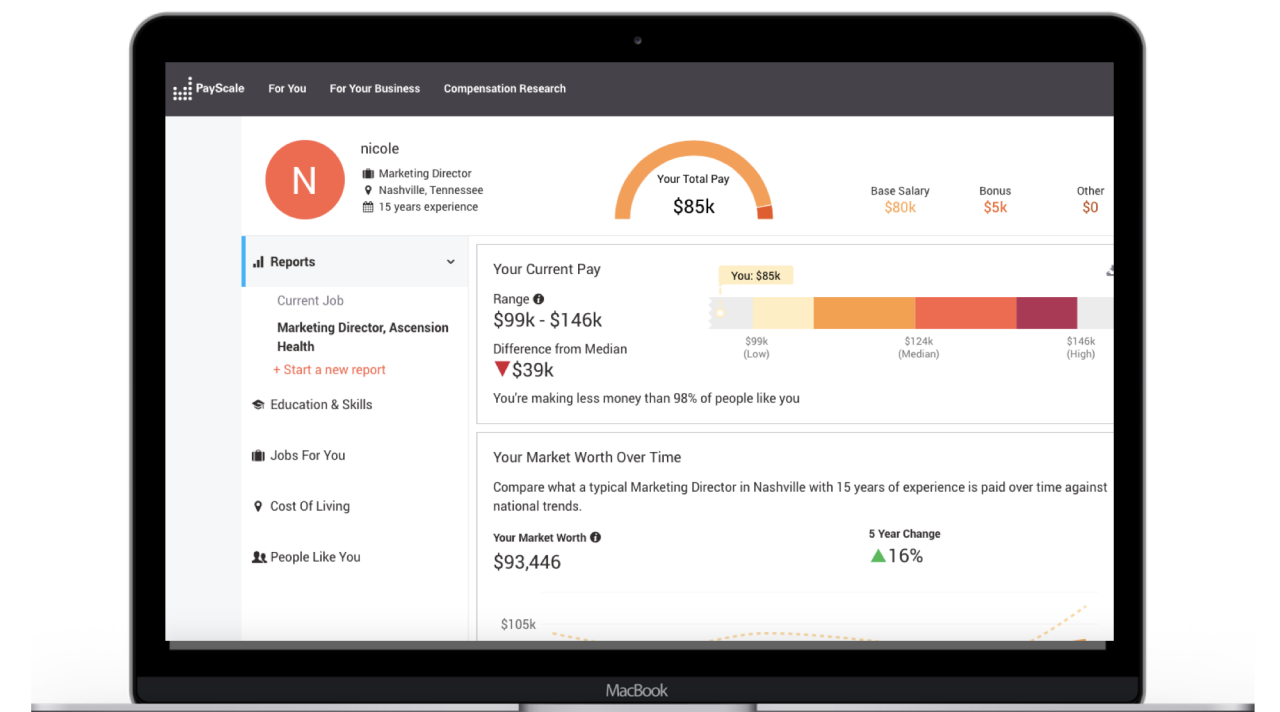 PayScale For You For Your Business Compensation Research
N
nicole
Marketing Director
Nashville, Tennessee
15 years experience
Your Total Pay
$85k
Base Salary
$80k
Bonus
$5k
Other
$0
Reports
Current Job
Marketing Director, Ascension
Health
+ Start a new report
Education & Skills
Jobs For You
Cost Of Living
People Like You
Your Current Pay
Range
$99k - $146k
Difference from Median
$39k
You're making less money than 98% of people like you
You: $85k
$99k
(Low)
$124k
(Median)
$146k
(High)
Your Market Worth Over Time
Compare what a typical Marketing Director in Nashville with 15 years of experience is paid over time against
national trends.
Your Market Worth
$93,446
5 Year Change
16%
$105k
MacBook